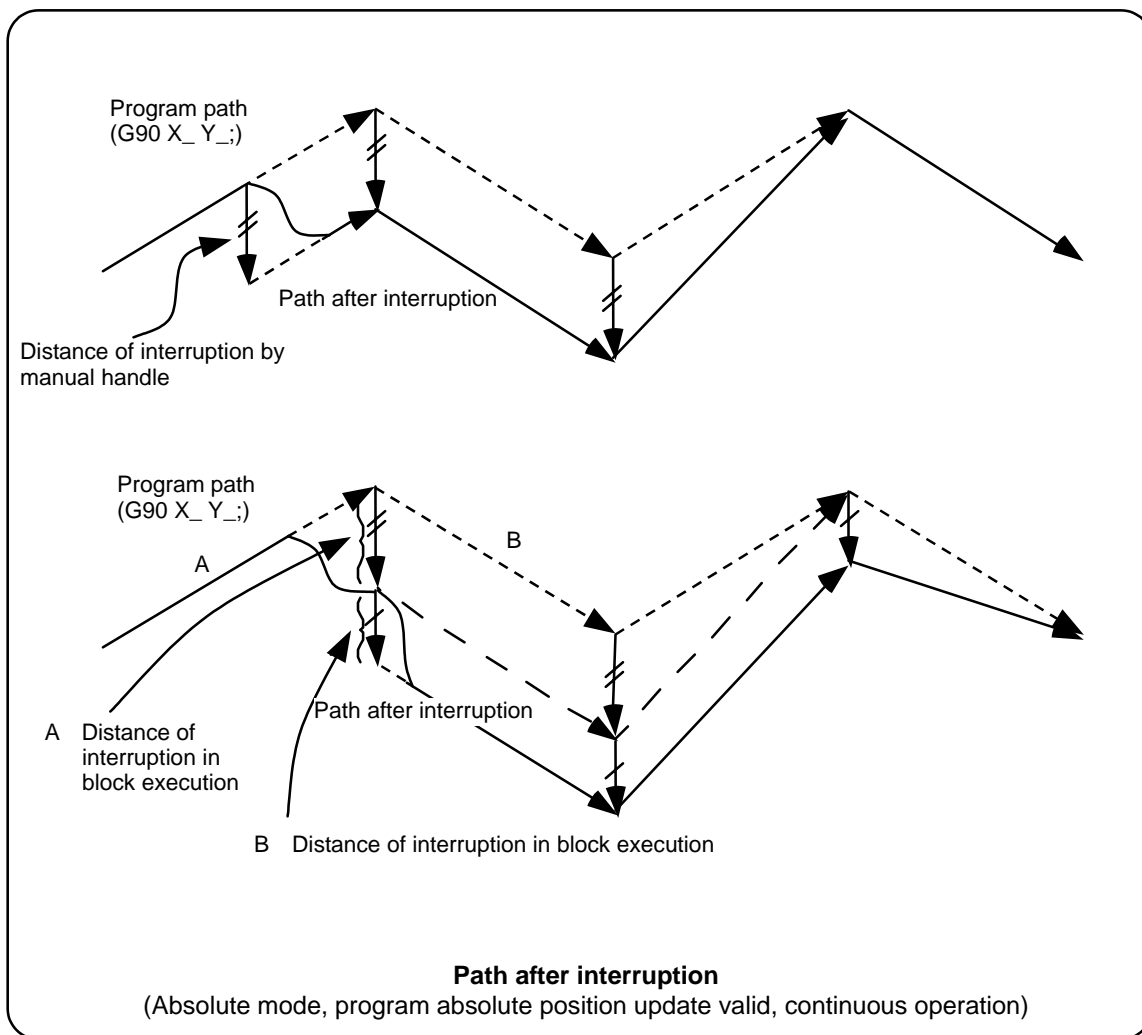 Program path
(G90 X_ Y_;)
Path after interruption
Distance of interruption by
manual handle
Program path
(G90 X_ Y_;)
A
B
Path after interruption
A Distance of
interruption in
block execution
B Distance of interruption in block execution
Path after interruption
(Absolute mode, program absolute position update valid, continuous operation)